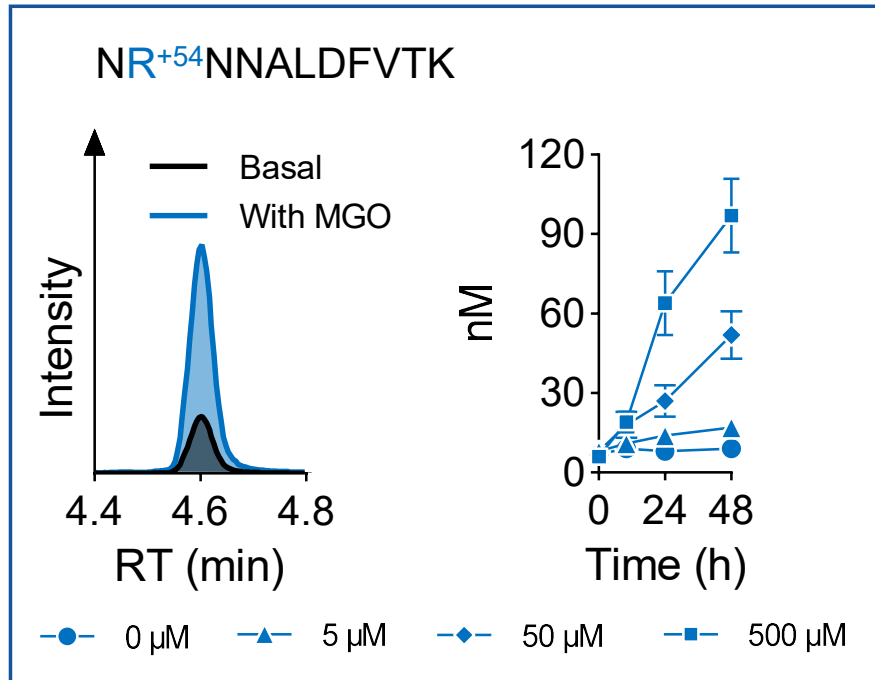 NR+54NNALDFVTK
Basal
With MGO
Intensity
4.4 4.6 4.8
RT (min)
120
90
60
30
0
nM
0 24 48
Time (h)
0 µM 5 µM 50 µM 500 µM